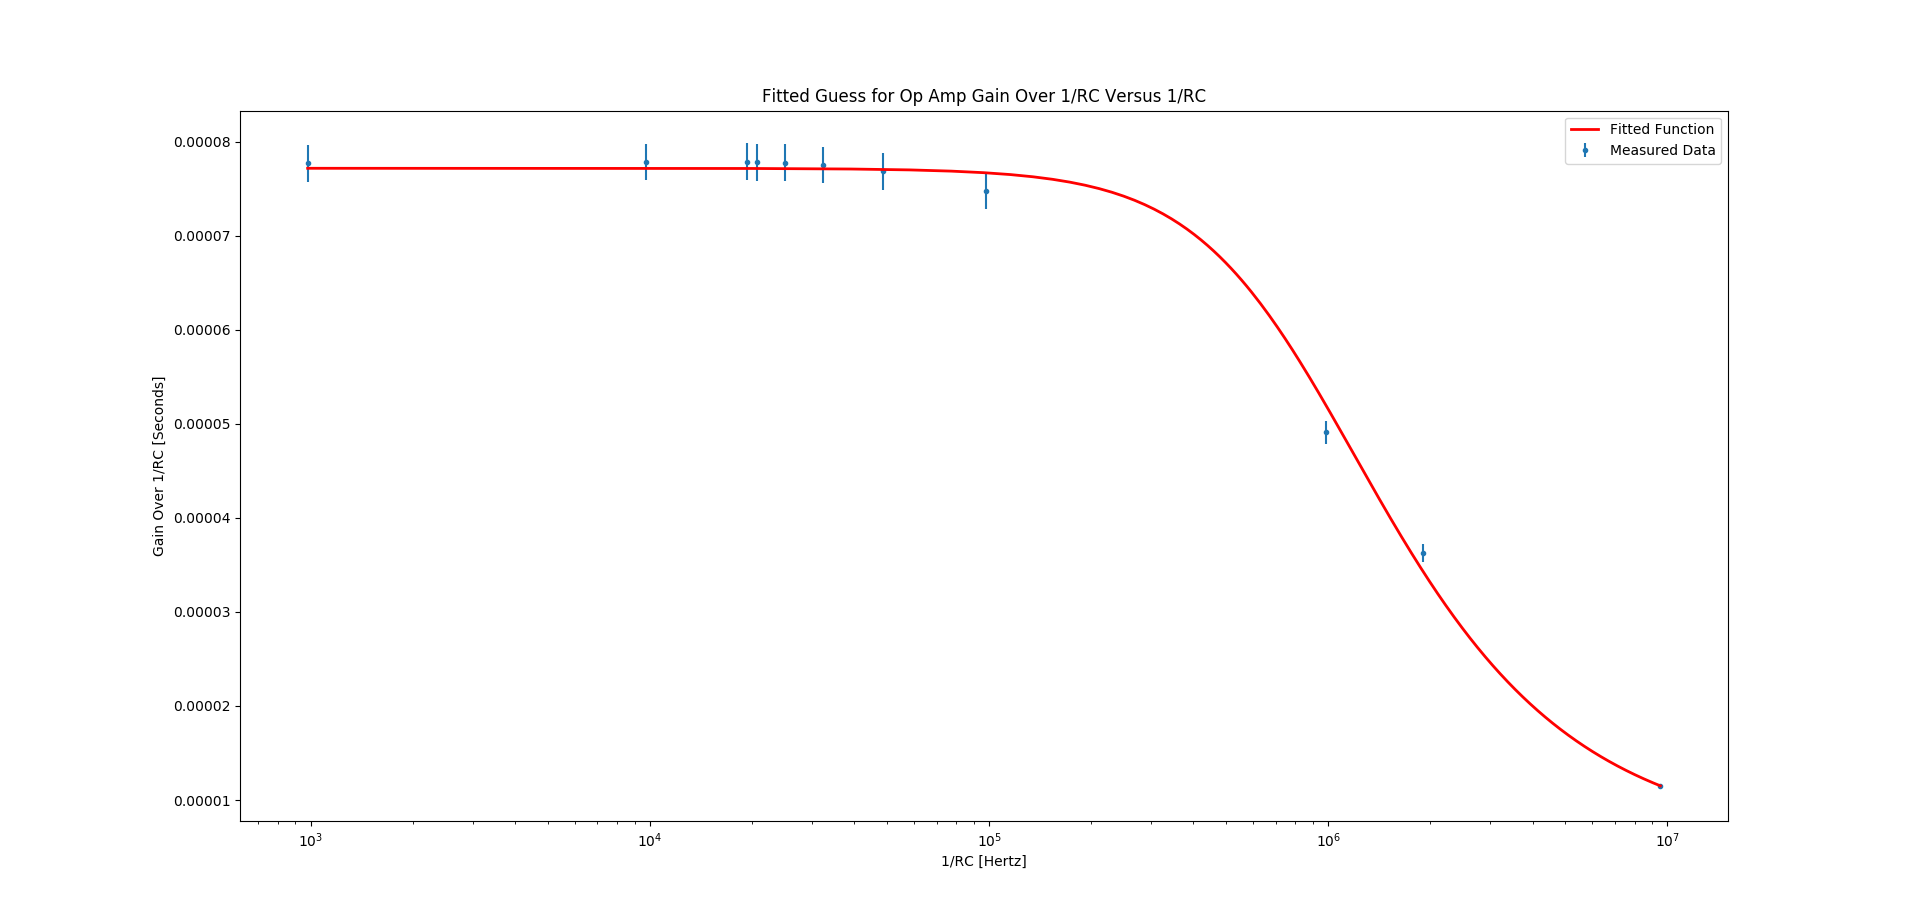 Fitted Guess for Op Amp Gain Over 1/RC Versus 1/RC
Fitted Function
Measured Data
0.00008
0.00007
0.00006
0.00005
0.00004
0.00003
0.00002
0.00001
Gain Over 1/RC [Seconds]
10³ 10⁴ 10⁵ 10⁶ 10⁷
1/RC [Hertz]